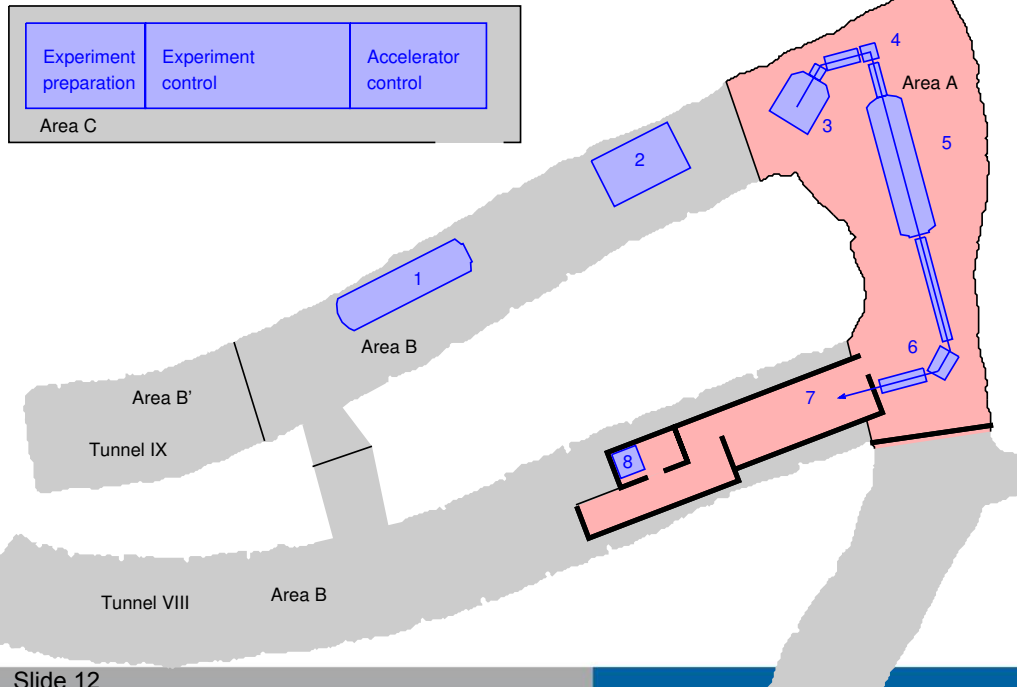 Experiment
preparation
Experiment
control
Accelerator
control
Area C
4
Area A
3
5
2
1
Area B
6
Area B’
7
Tunnel IX
8
Area B
Tunnel VIII
Slide 12